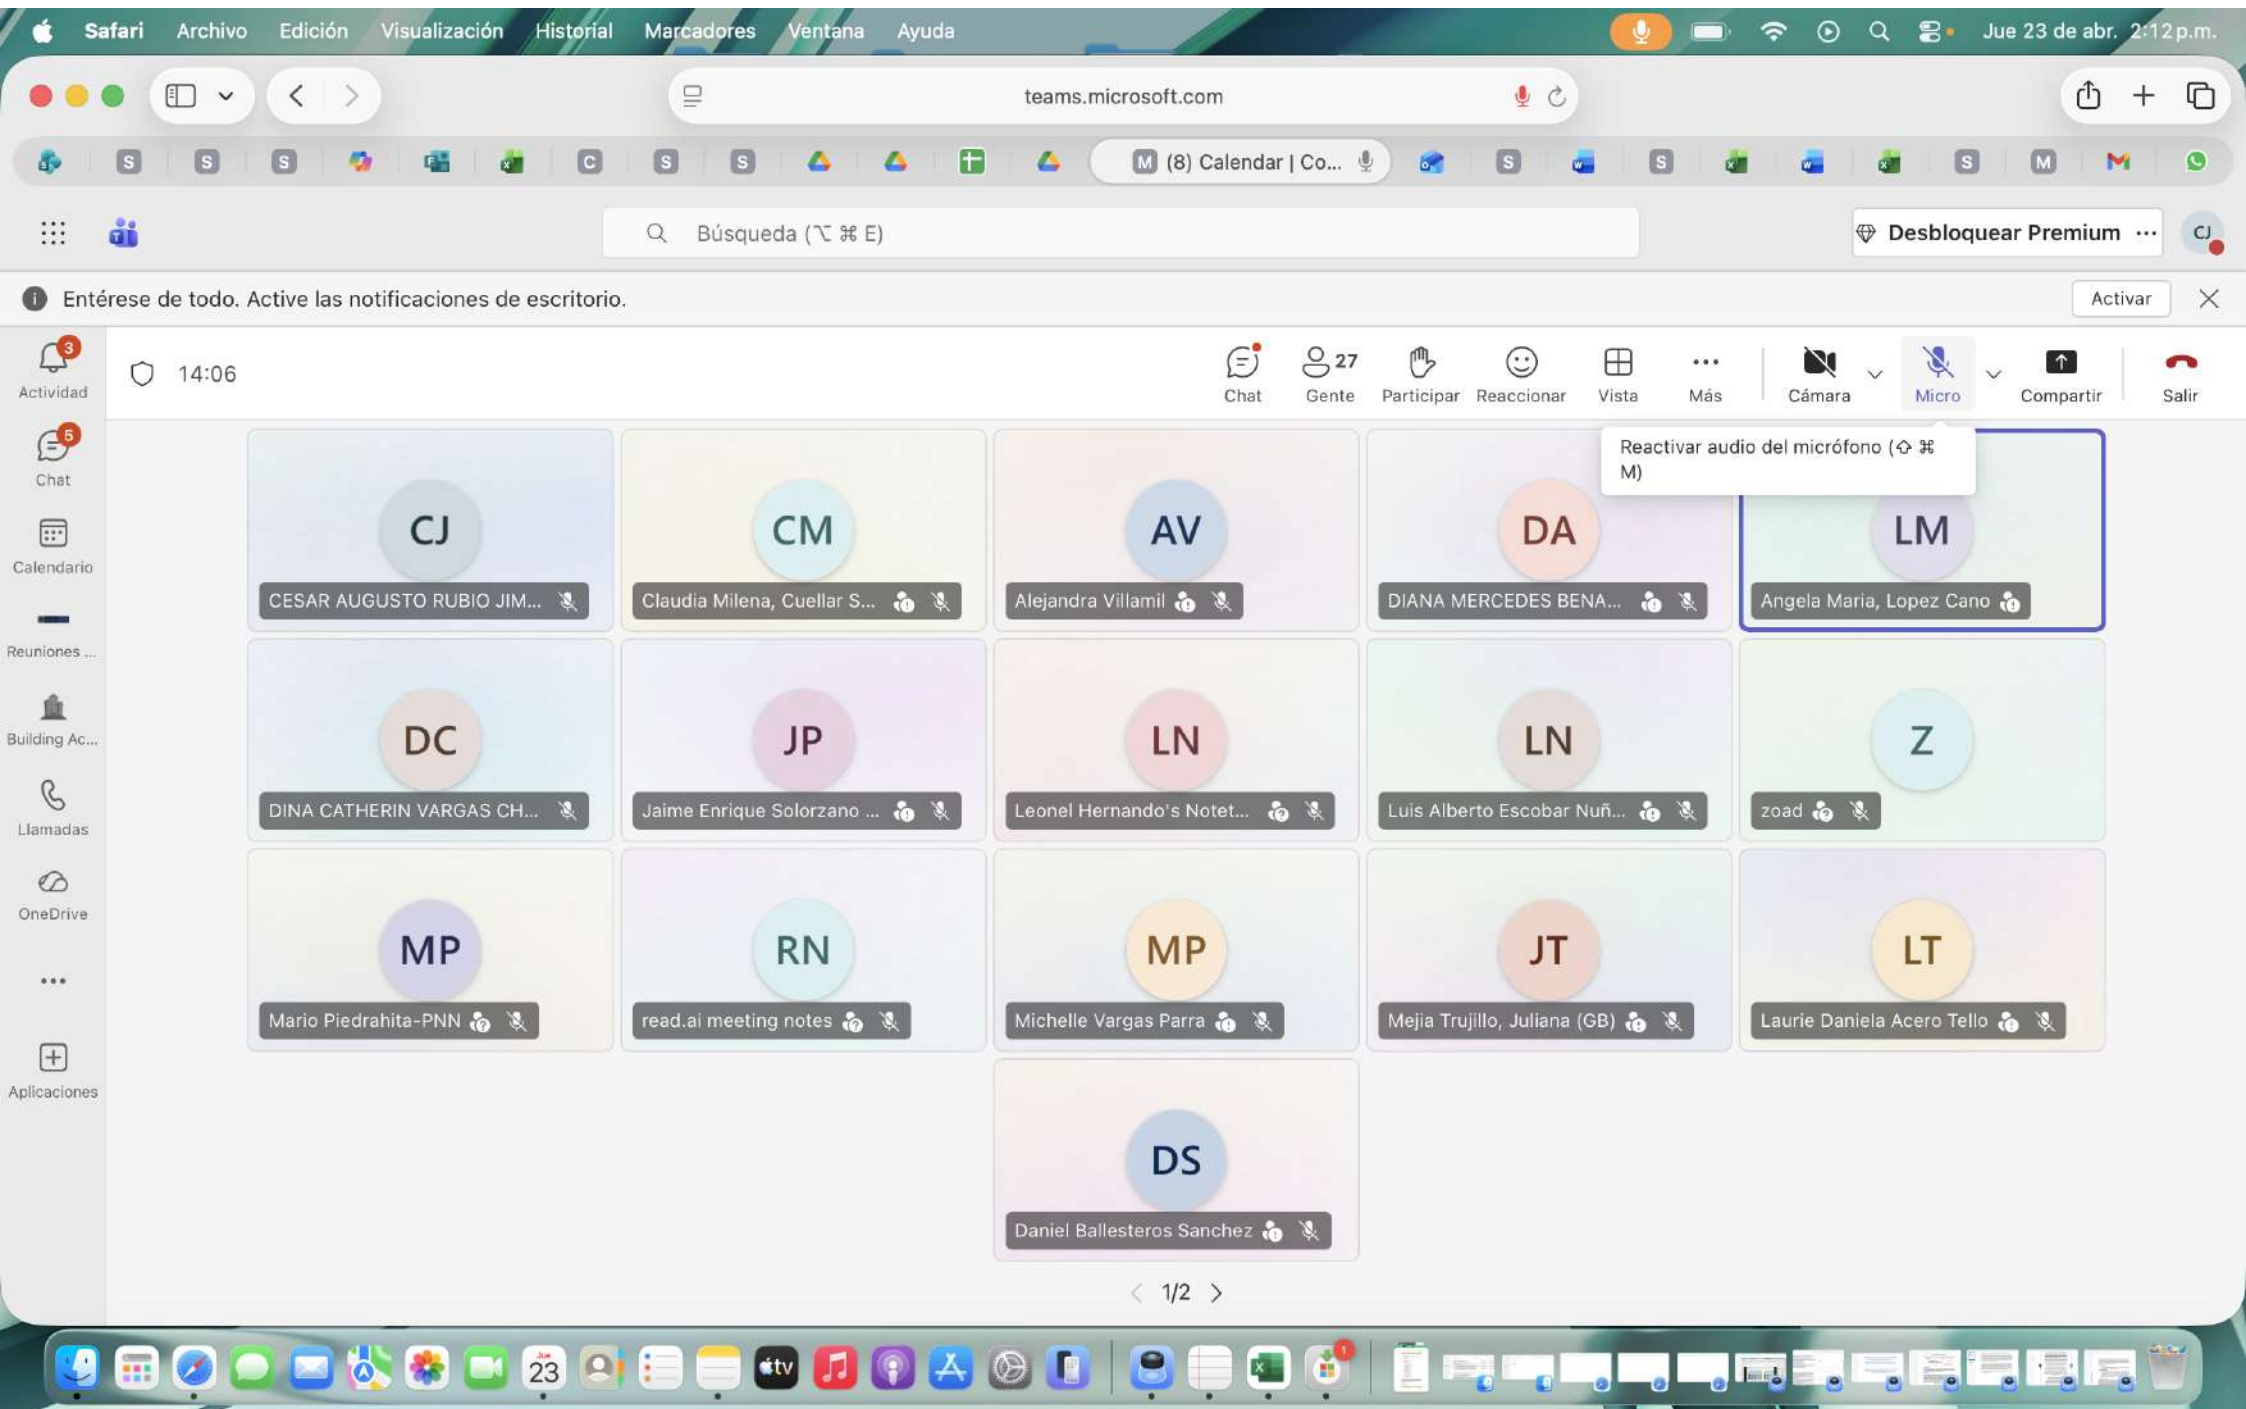 Safari Archivo Edición Visualización Historial Marcadores Ventana Ayuda Jue 23 de abr. 2:12 p.m.
teams.microsoft.com
S S S C S S M (8) Calendar | Co... S S S M
Búsqueda (⌥ ⌘ E) Desbloquear Premium ... CJ
Entérese de todo. Active las notificaciones de escritorio. Activar
3
Actividad
14:06
27
Chat Gente Participar Reaccionar Vista Más Cámara Micro Compartir Salir
Reactivar audio del micrófono (⇧ ⌘
M)
5
Chat
Calendario
Reuniones ...
Building Ac...
Llamadas
OneDrive
Aplicaciones
CJ CM AV DA LM
CESAR AUGUSTO RUBIO JIM... Claudia Milena, Cuellar S... Alejandra Villamil DIANA MERCEDES BENA... Angela Maria, Lopez Cano
DC JP LN LN Z
DINA CATHERIN VARGAS CH... Jaime Enrique Solorzano ... Leonel Hernando's Notet... Luis Alberto Escobar Nuñ... zoad
MP RN MP JT LT
Mario Piedrahita-PNN read.ai meeting notes Michelle Vargas Parra Mejia Trujillo, Juliana (GB) Laurie Daniela Acero Tello
DS
Daniel Ballesteros Sanchez
1/2
Jue
23
tv
1